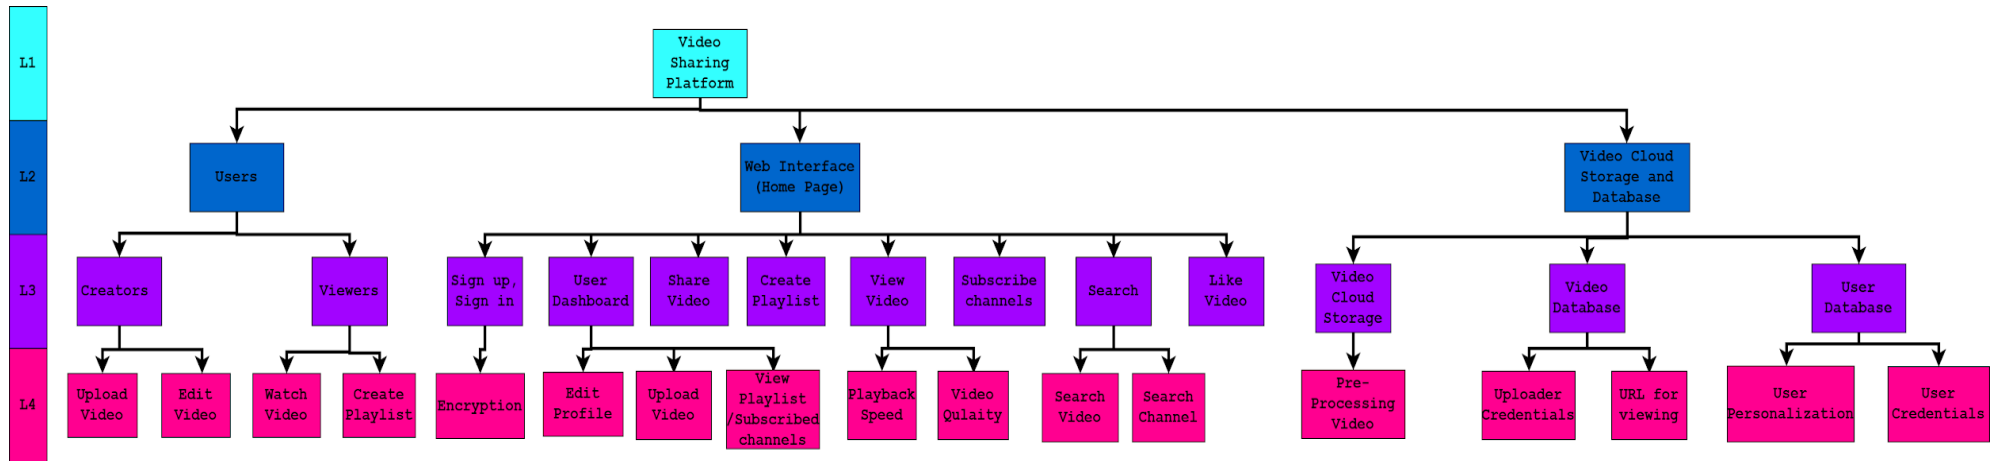 L1
Video
Sharing
Platform
L2
Users
Web Interface
(Home Page)
Video Cloud
Storage and
Database
L3
Creators
Viewers
Sign up,
Sign in
User
Dashboard
Share
Video
Create
Playlist
View
Video
Subscribe
channels
Search
Like
Video
Video
Cloud
Storage
Video
Database
User
Database
L4
Upload
Video
Edit
Video
Watch
Video
Create
Playlist
Encryption
Edit
Profile
Upload
Video
View
Playlist
/Subscribed
channels
Playback
Speed
Video
Qulaity
Search
Video
Search
Channel
Pre-
Processing
Video
Uploader
Credentials
URL for
viewing
User
Personalization
User
Credentials